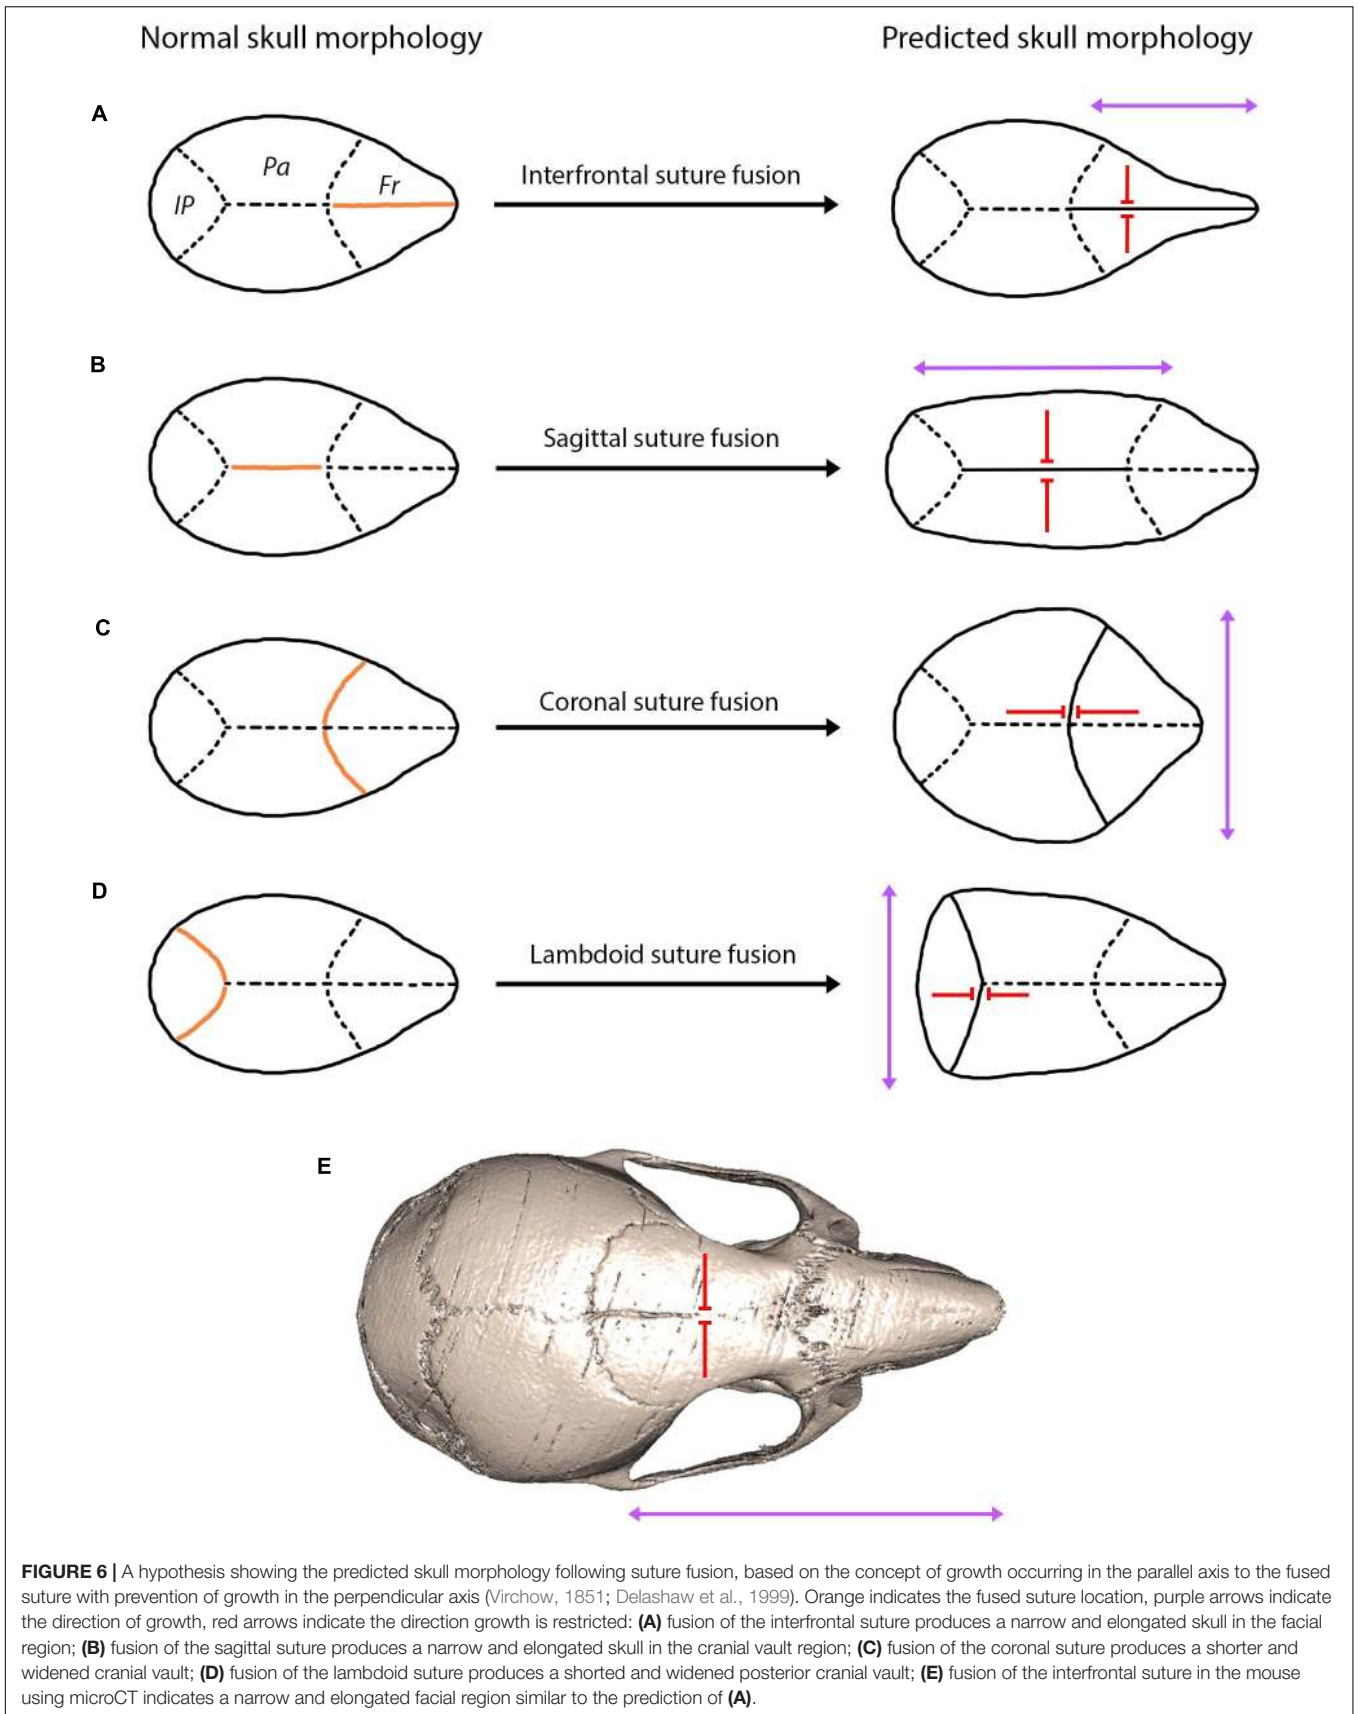 Normal skull morphology
Predicted skull morphology
A
IP
Pa
Fr
Interfrontal suture fusion
B
Sagittal suture fusion
C
Coronal suture fusion
D
Lambdoid suture fusion
E
FIGURE 6 | A hypothesis showing the predicted skull morphology following suture fusion, based on the concept of growth occurring in the parallel axis to the fused
suture with prevention of growth in the perpendicular axis (Virchow, 1851; Delashaw et al., 1999). Orange indicates the fused suture location, purple arrows indicate
the direction of growth, red arrows indicate the direction growth is restricted: (A) fusion of the interfrontal suture produces a narrow and elongated skull in the facial
region; (B) fusion of the sagittal suture produces a narrow and elongated skull in the cranial vault region; (C) fusion of the coronal suture produces a shorter and
widened cranial vault; (D) fusion of the lambdoid suture produces a shorted and widened posterior cranial vault; (E) fusion of the interfrontal suture in the mouse
using microCT indicates a narrow and elongated facial region similar to the prediction of (A).